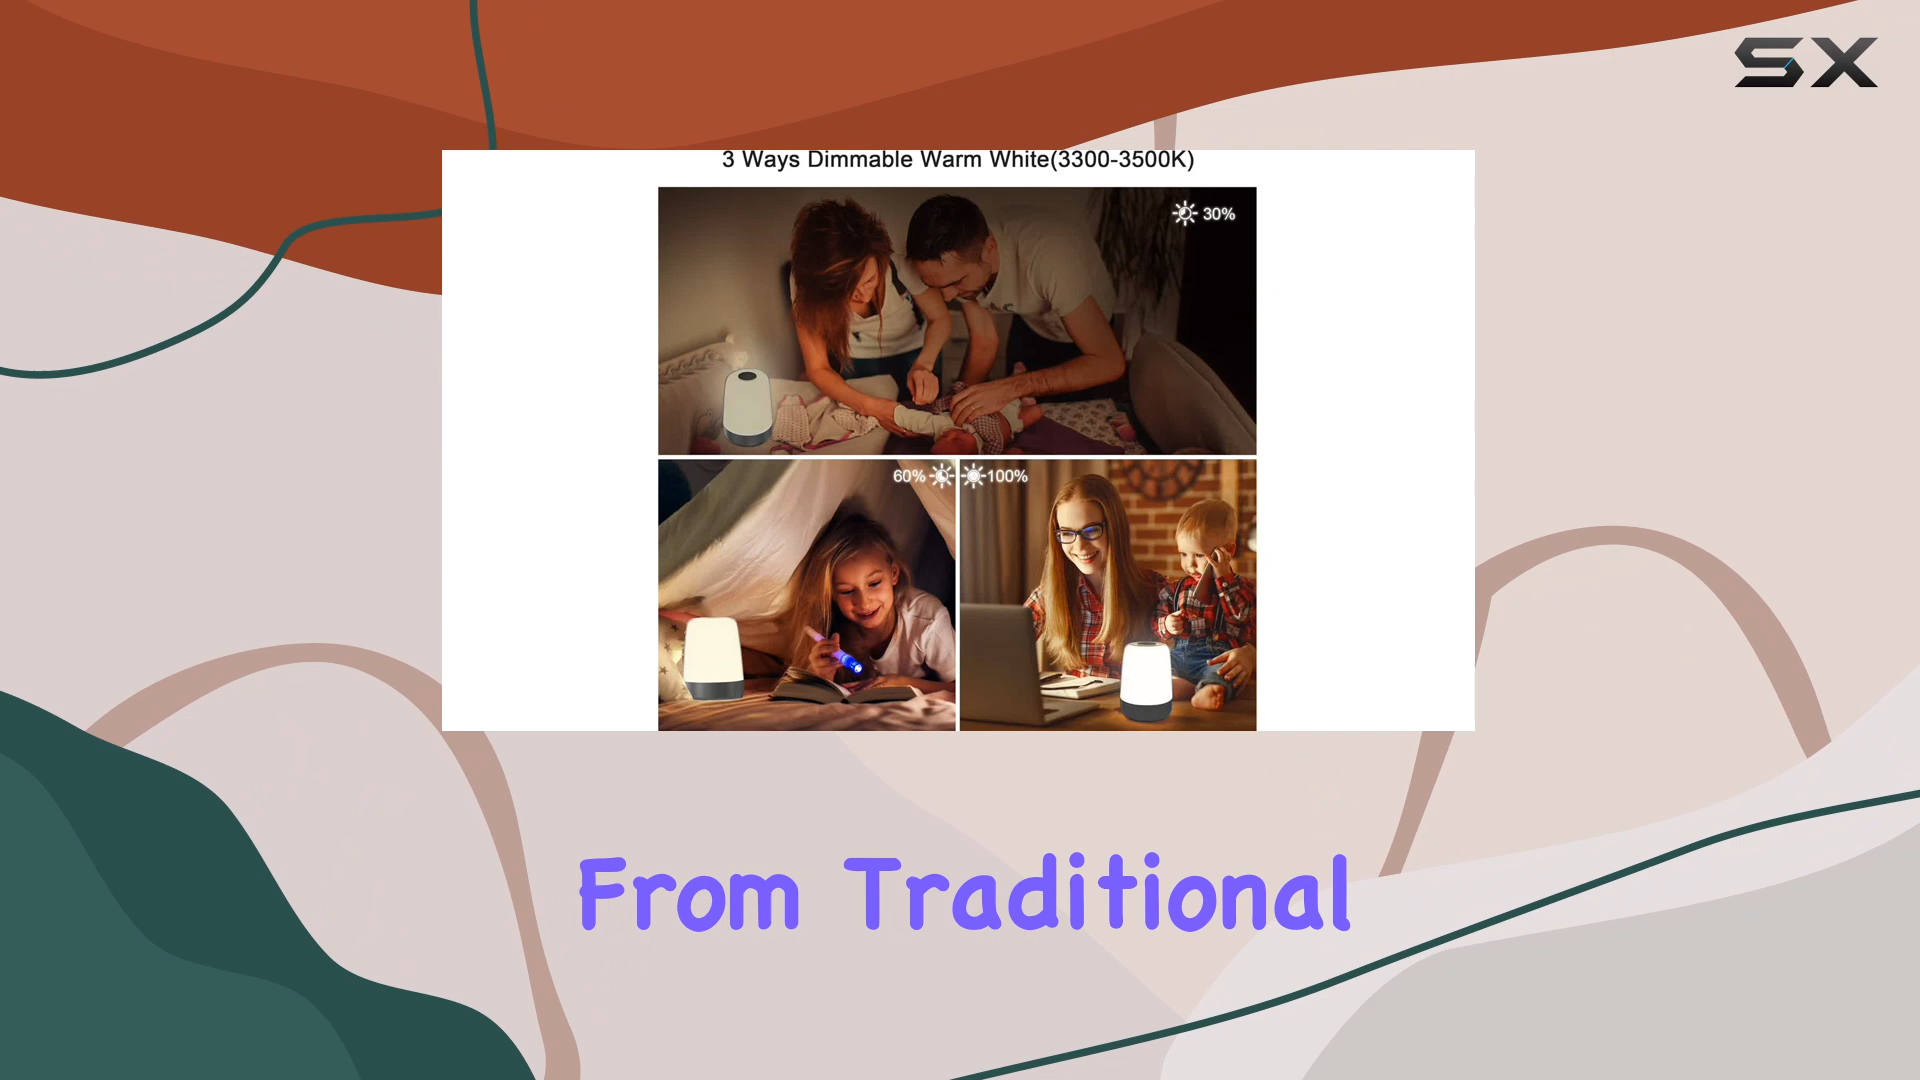 SX
3 Ways Dimmable Warm White(3300-3500K)
30%
60% 100%
From Traditional